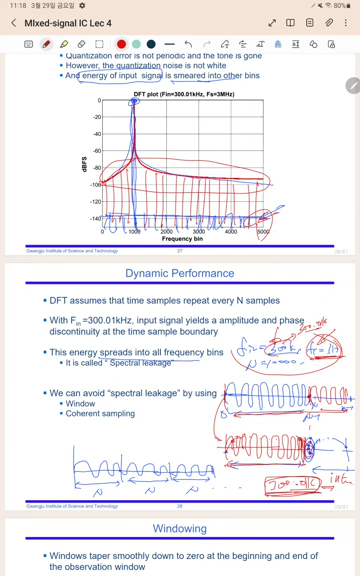 11:18 3월 29일 금요일
80%
MIxed-signal IC Lec 4
• Quantization error is not periodic and the tone is gone
• However, the quantization noise is not white
• And energy of input signal is smeared into other bins
DFT plot (Fin=300.01kHz, Fs=3MHz)
0
-20
-40
-60
-80
-100
-120
-140
dBFS
0 1000 2000 3000 4000 5000
Frequency bin
Gwangju Institute of Science and Technology
27
Dynamic Performance
• DFT assumes that time samples repeat every N samples
• With Fin =300.01kHz, input signal yields a amplitude and phase
discontinuity at the time sample boundary
• This energy spreads into all frequency bins
• It is called " Spectral leakage"
• We can avoid "spectral leakage" by using
• Window
• Coherent sampling
N N N
Gwangju Institute of Science and Technology
28
Windowing
• Windows taper smoothly down to zero at the beginning and end of
the observation window